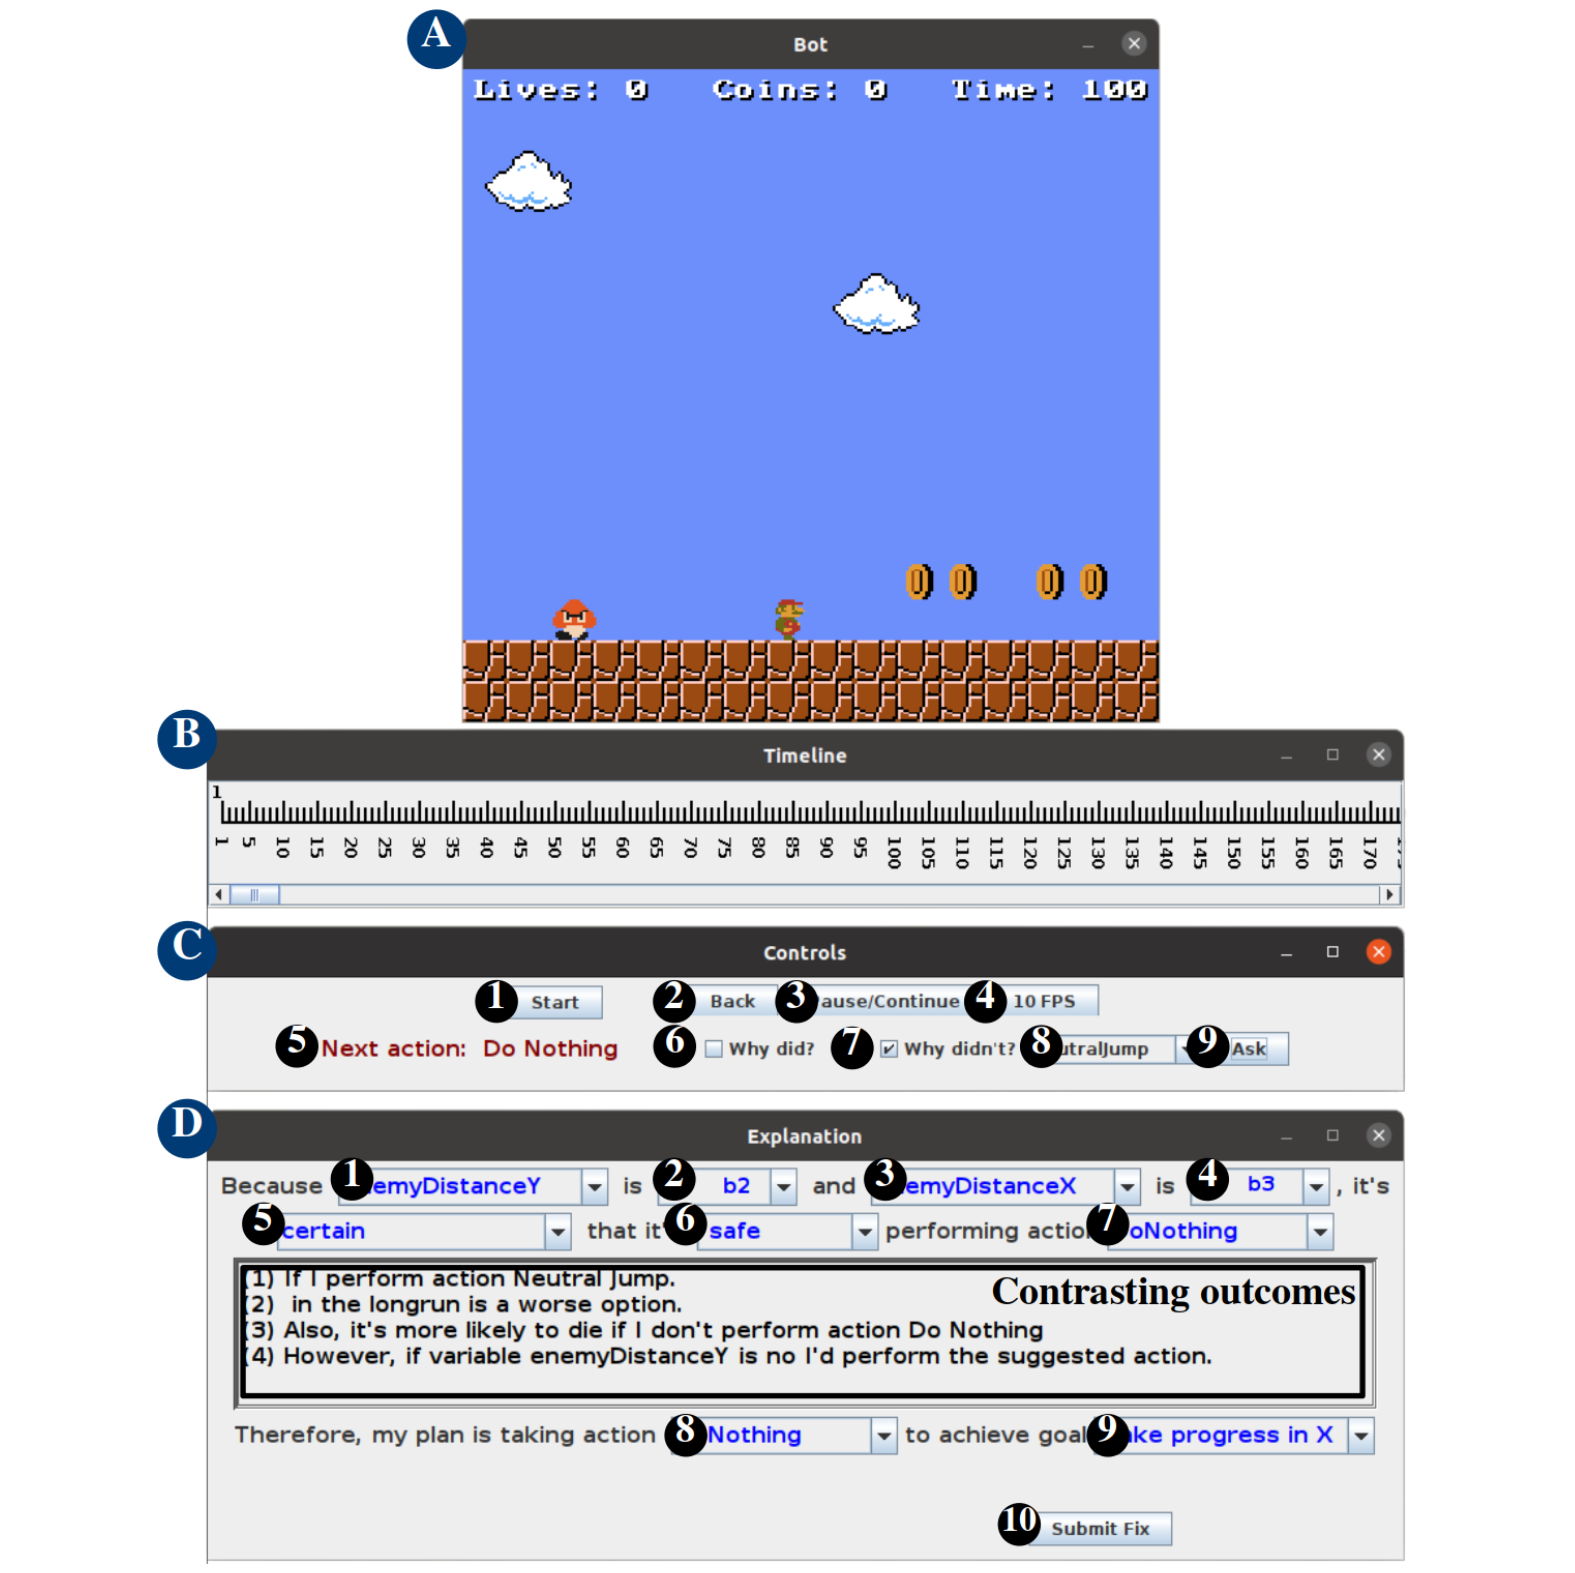 A
Bot
Lives: 0 Coins: 0 Time: 100
B
Timeline
1
1 5 10 15 20 25 30 35 40 45 50 55 60 65 70 75 80 85 90 95 100 105 110 115 120 125 130 135 140 145 150 155 160 165 170
C
Controls
1 Start 2 Back 3 ause/Continue 4 10 FPS
5 Next action: Do Nothing 6 Why did? 7 Why didn't? 8 utralJump 9 Ask
D
Explanation
Because 1 emyDistanceY is 2 b2 and 3 emyDistanceX is 4 b3 , it's
5 certain that it' 6 safe performing action 7 oNothing
(1) If I perform action Neutral Jump.
Contrasting outcomes
(2) in the longrun is a worse option.
(3) Also, it's more likely to die if I don't perform action Do Nothing
(4) However, if variable enemyDistanceY is no I'd perform the suggested action.
Therefore, my plan is taking action 8 Nothing to achieve goal 9 ke progress in X
10 Submit Fix